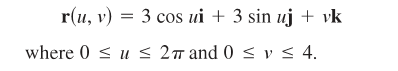 r(u, v) = 3 cos ui + 3 sin uj + vk
where 0 ≤ u ≤ 2π and 0 ≤ v ≤ 4.